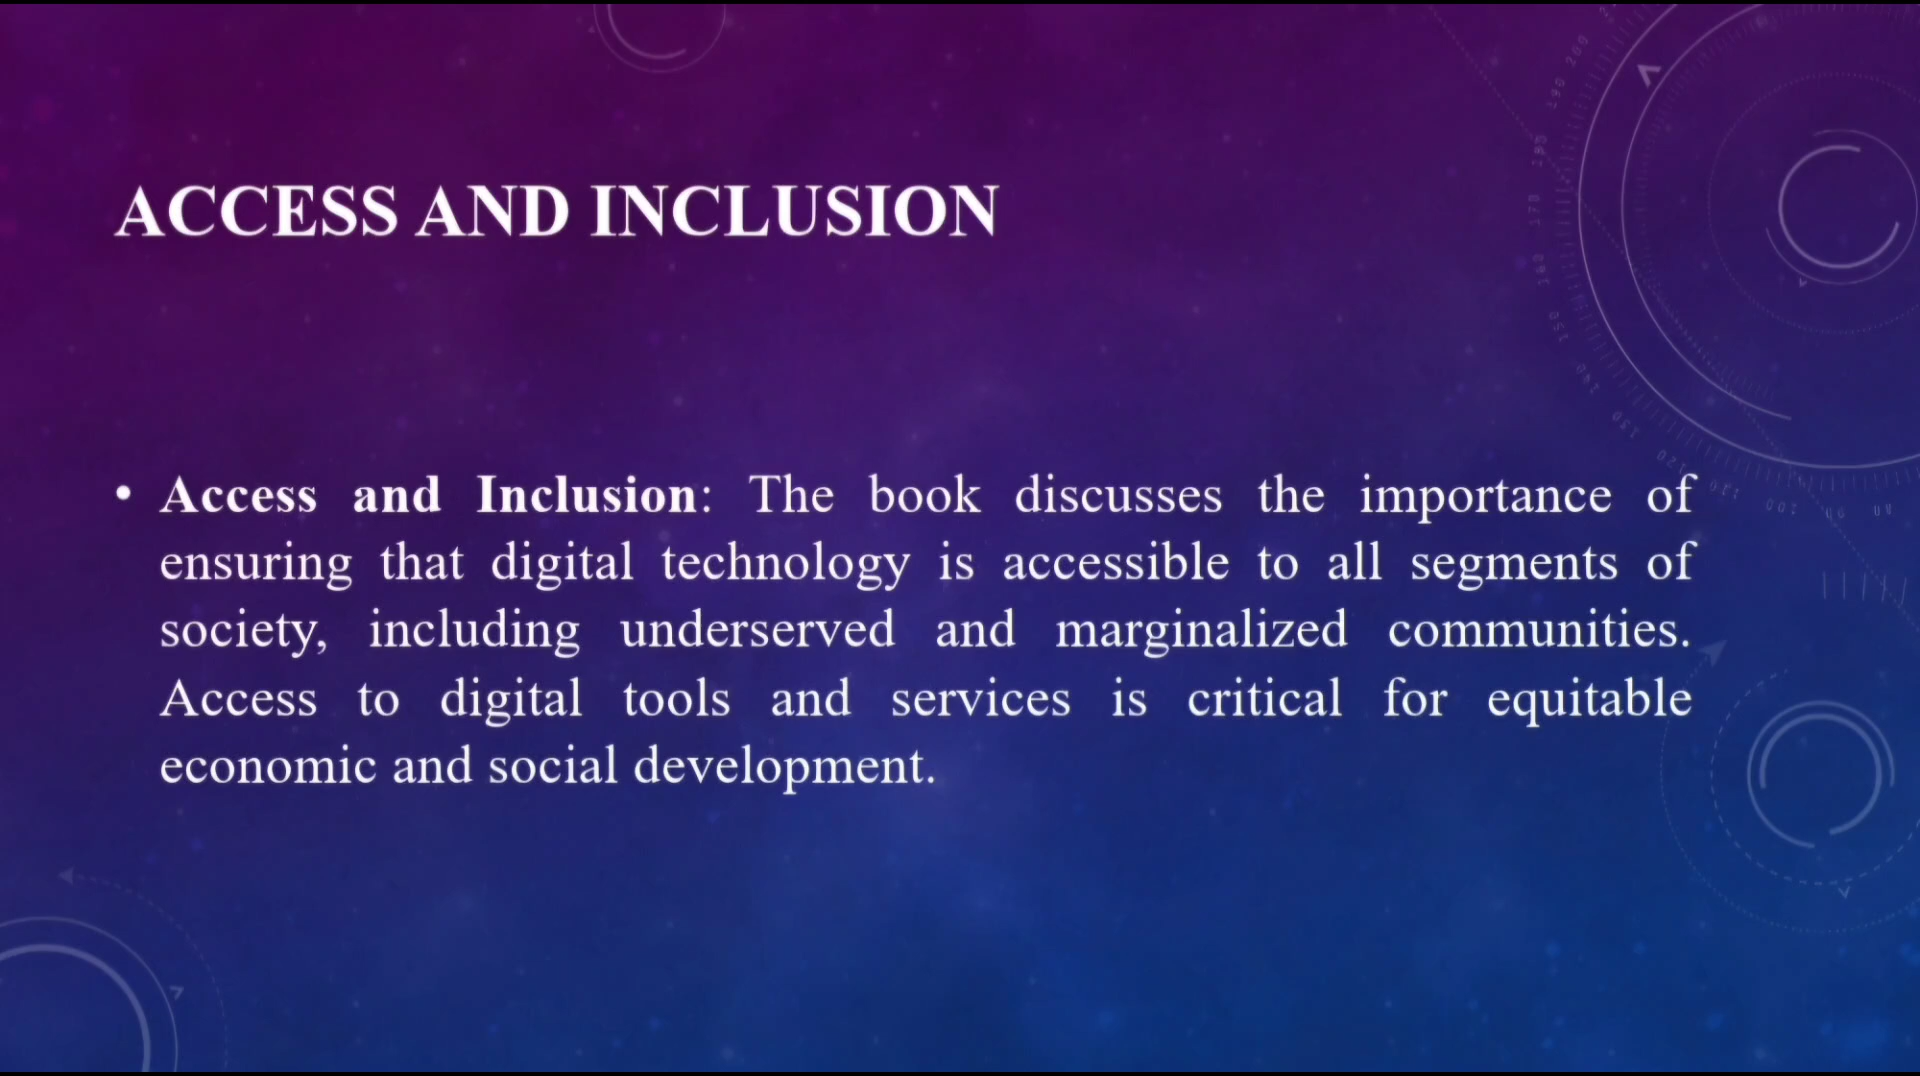 ACCESS AND INCLUSION
• Access and Inclusion: The book discusses the importance of
ensuring that digital technology is accessible to all segments of
society, including underserved and marginalized communities.
Access to digital tools and services is critical for equitable
economic and social development.